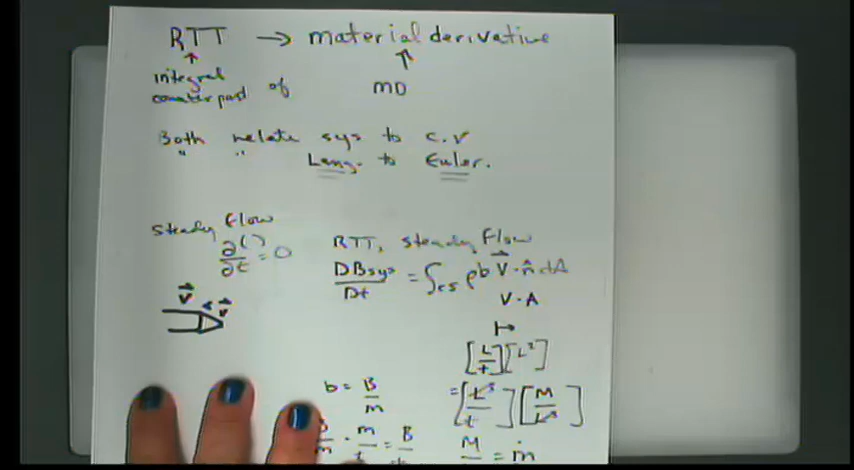 RTT → material derivative
↑ ↑
integral
counterpart of MD
Both relate sys to c.v
" " Lang. to Euler.
Steady flow
∂( )/∂t = 0
RTT, steady flow
DBsys/Dt = ∫cs ρb V⃗·n̂ dA
V·A
[L/t][L²]
V⃗ V⃗
b = B/m
= [L³/t][M/L³]
m/t = B
M = ṁ